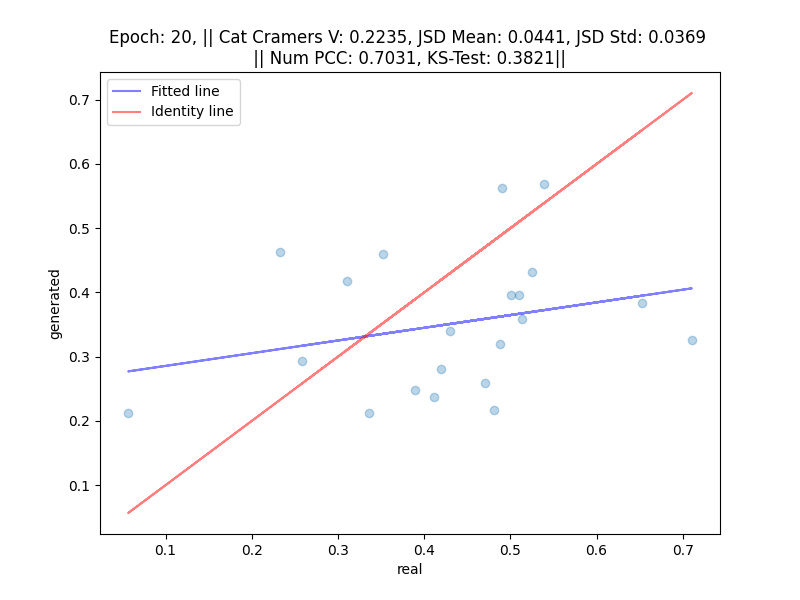 Epoch: 20, || Cat Cramers V: 0.2235, JSD Mean: 0.0441, JSD Std: 0.0369
|| Num PCC: 0.7031, KS-Test: 0.3821||
Fitted line
Identity line
0.7
0.6
0.5
0.4
0.3
0.2
0.1
generated
0.1 0.2 0.3 0.4 0.5 0.6 0.7
real